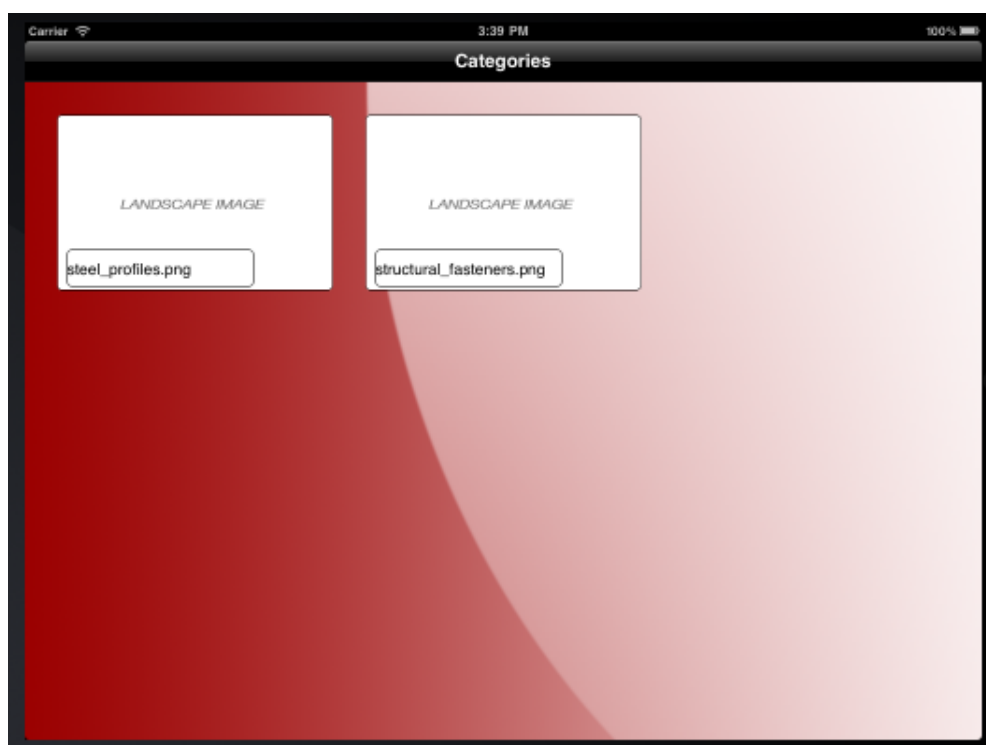 Carrier 3:39 PM 100%
Categories
LANDSCAPE IMAGE LANDSCAPE IMAGE
steel_profiles.png structural_fasteners.png